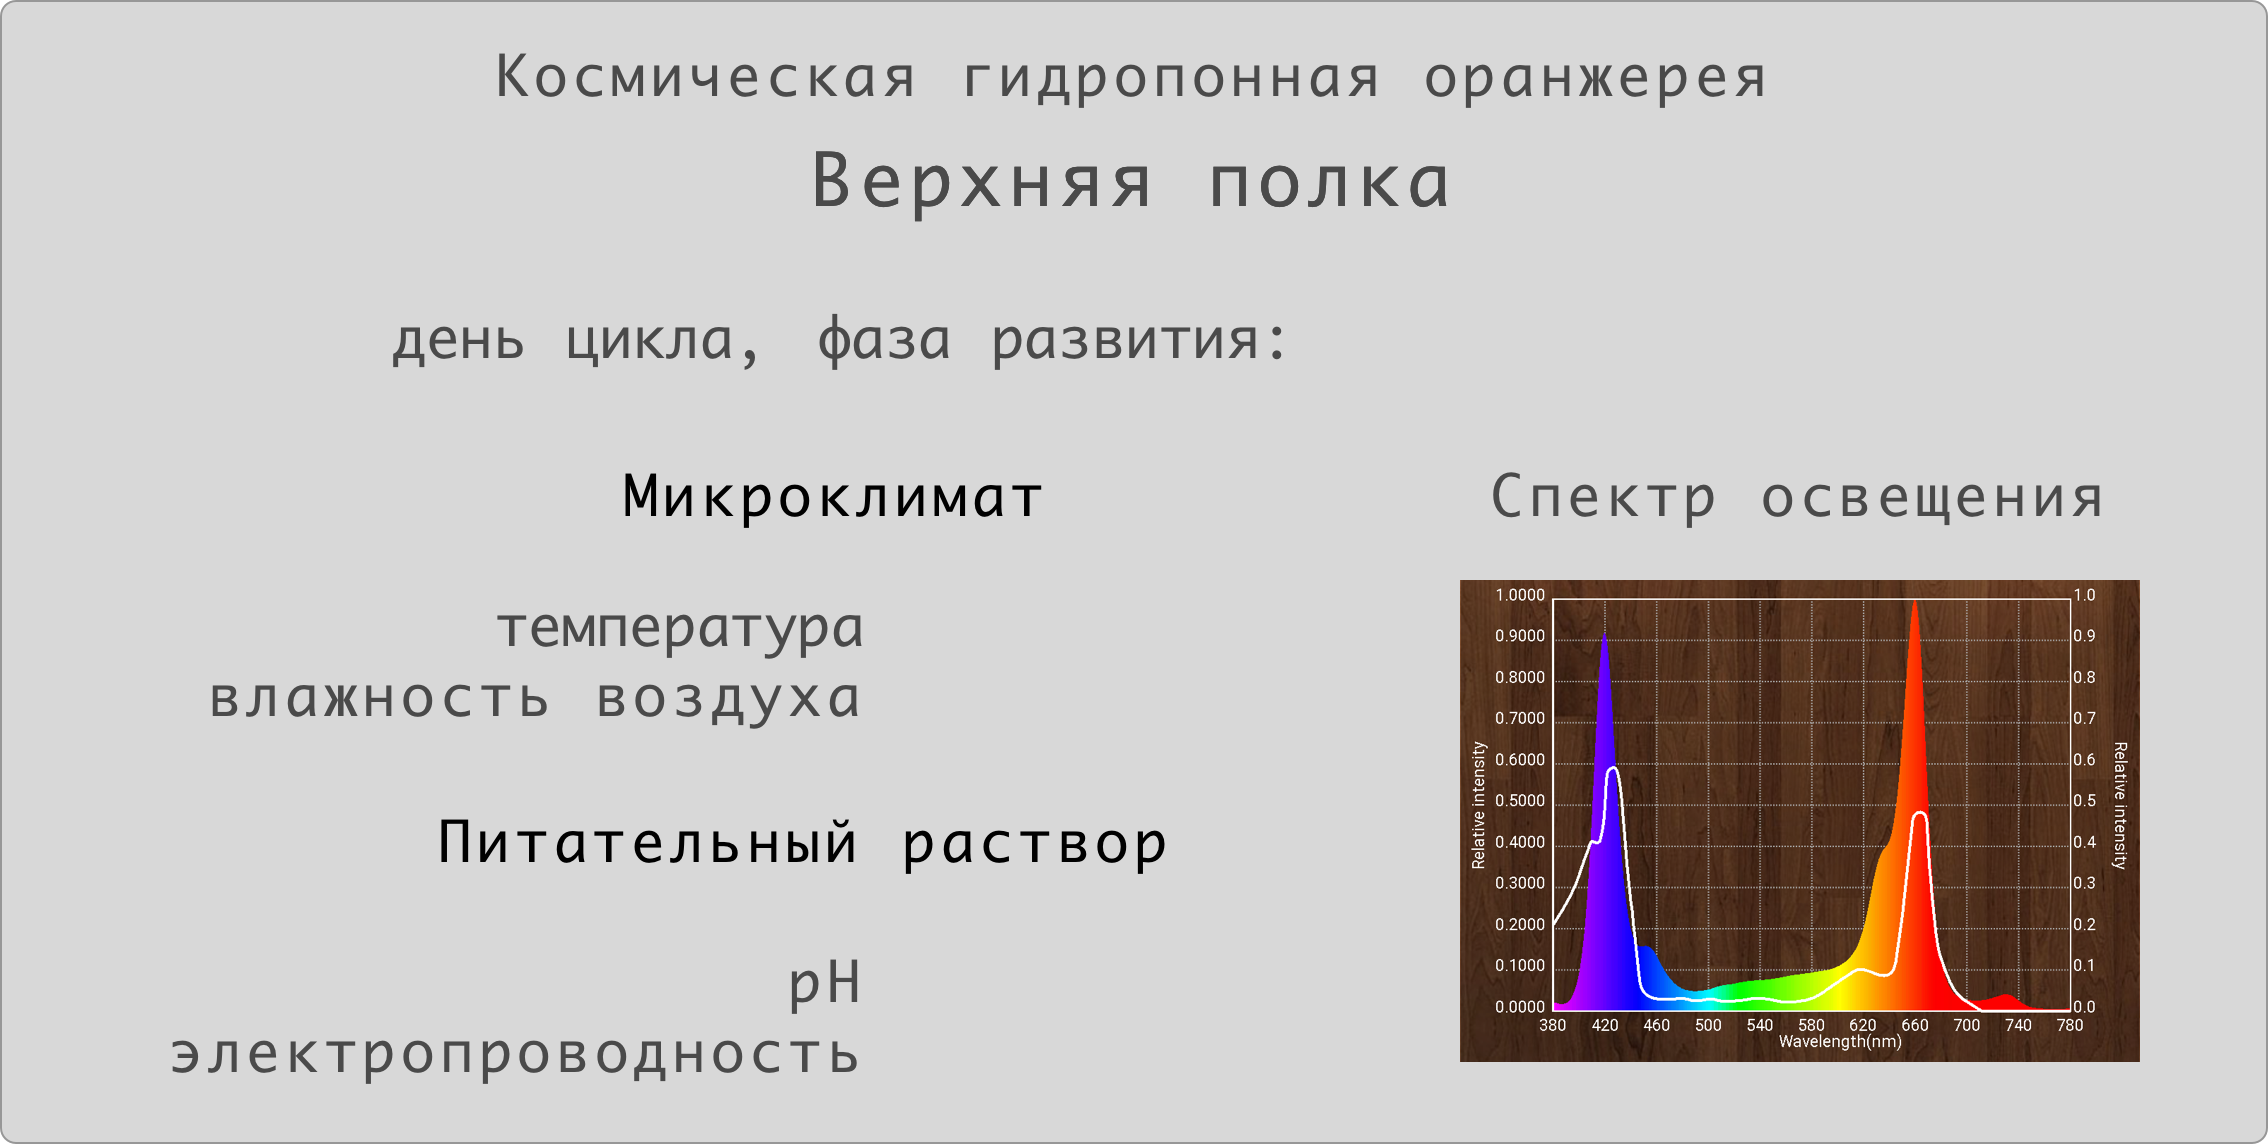 Космическая гидропонная оранжерея
Верхняя полка
день цикла, фаза развития:
Микроклимат
температура
влажность воздуха
Питательный раствор
pH
электропроводность
Спектр освещения
1.0000
0.9000
0.8000
0.7000
0.6000
0.5000
0.4000
0.3000
0.2000
0.1000
0.0000
Relative intensity
1.0
0.9
0.8
0.7
0.6
0.5
0.4
0.3
0.2
0.1
0.0
Relative intensity
380 420 460 500 540 580 620 660 700 740 780
Wavelength(nm)